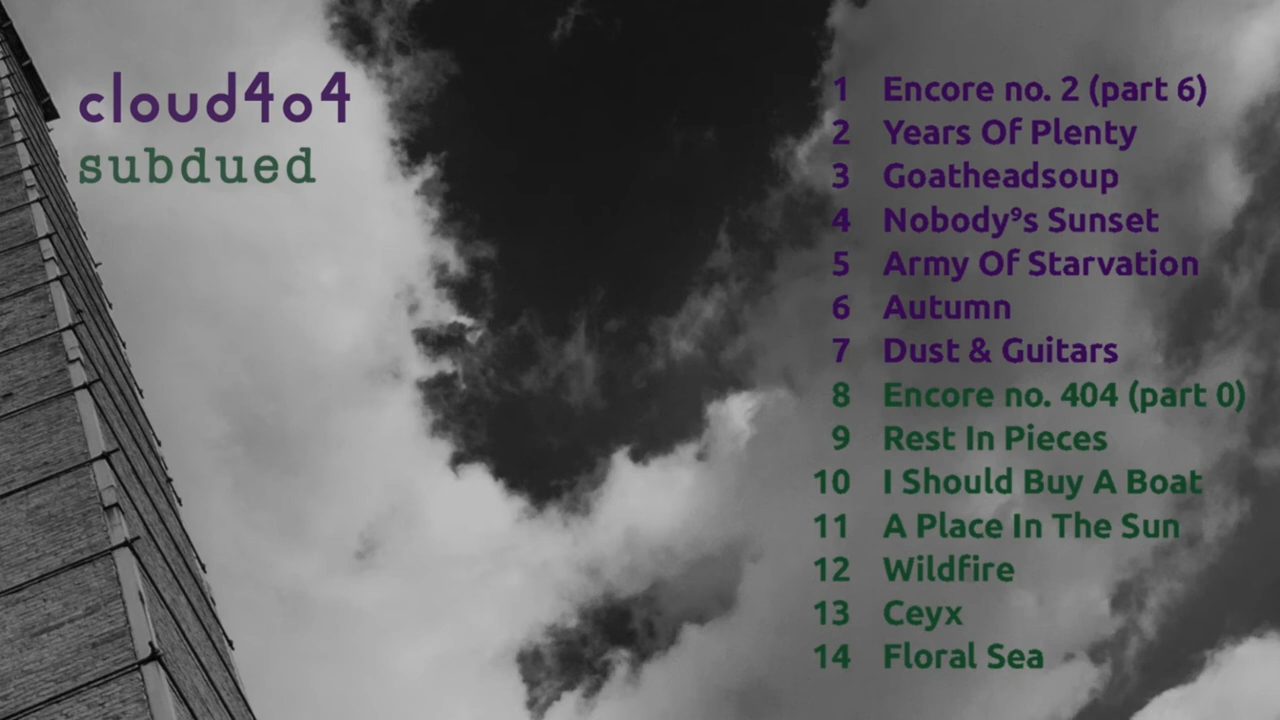 cloud4o4
subdued
1 Encore no. 2 (part 6)
2 Years Of Plenty
3 Goatheadsoup
4 Nobody⁹s Sunset
5 Army Of Starvation
6 Autumn
7 Dust & Guitars
8 Encore no. 404 (part 0)
9 Rest In Pieces
10 I Should Buy A Boat
11 A Place In The Sun
12 Wildfire
13 Ceyx
14 Floral Sea